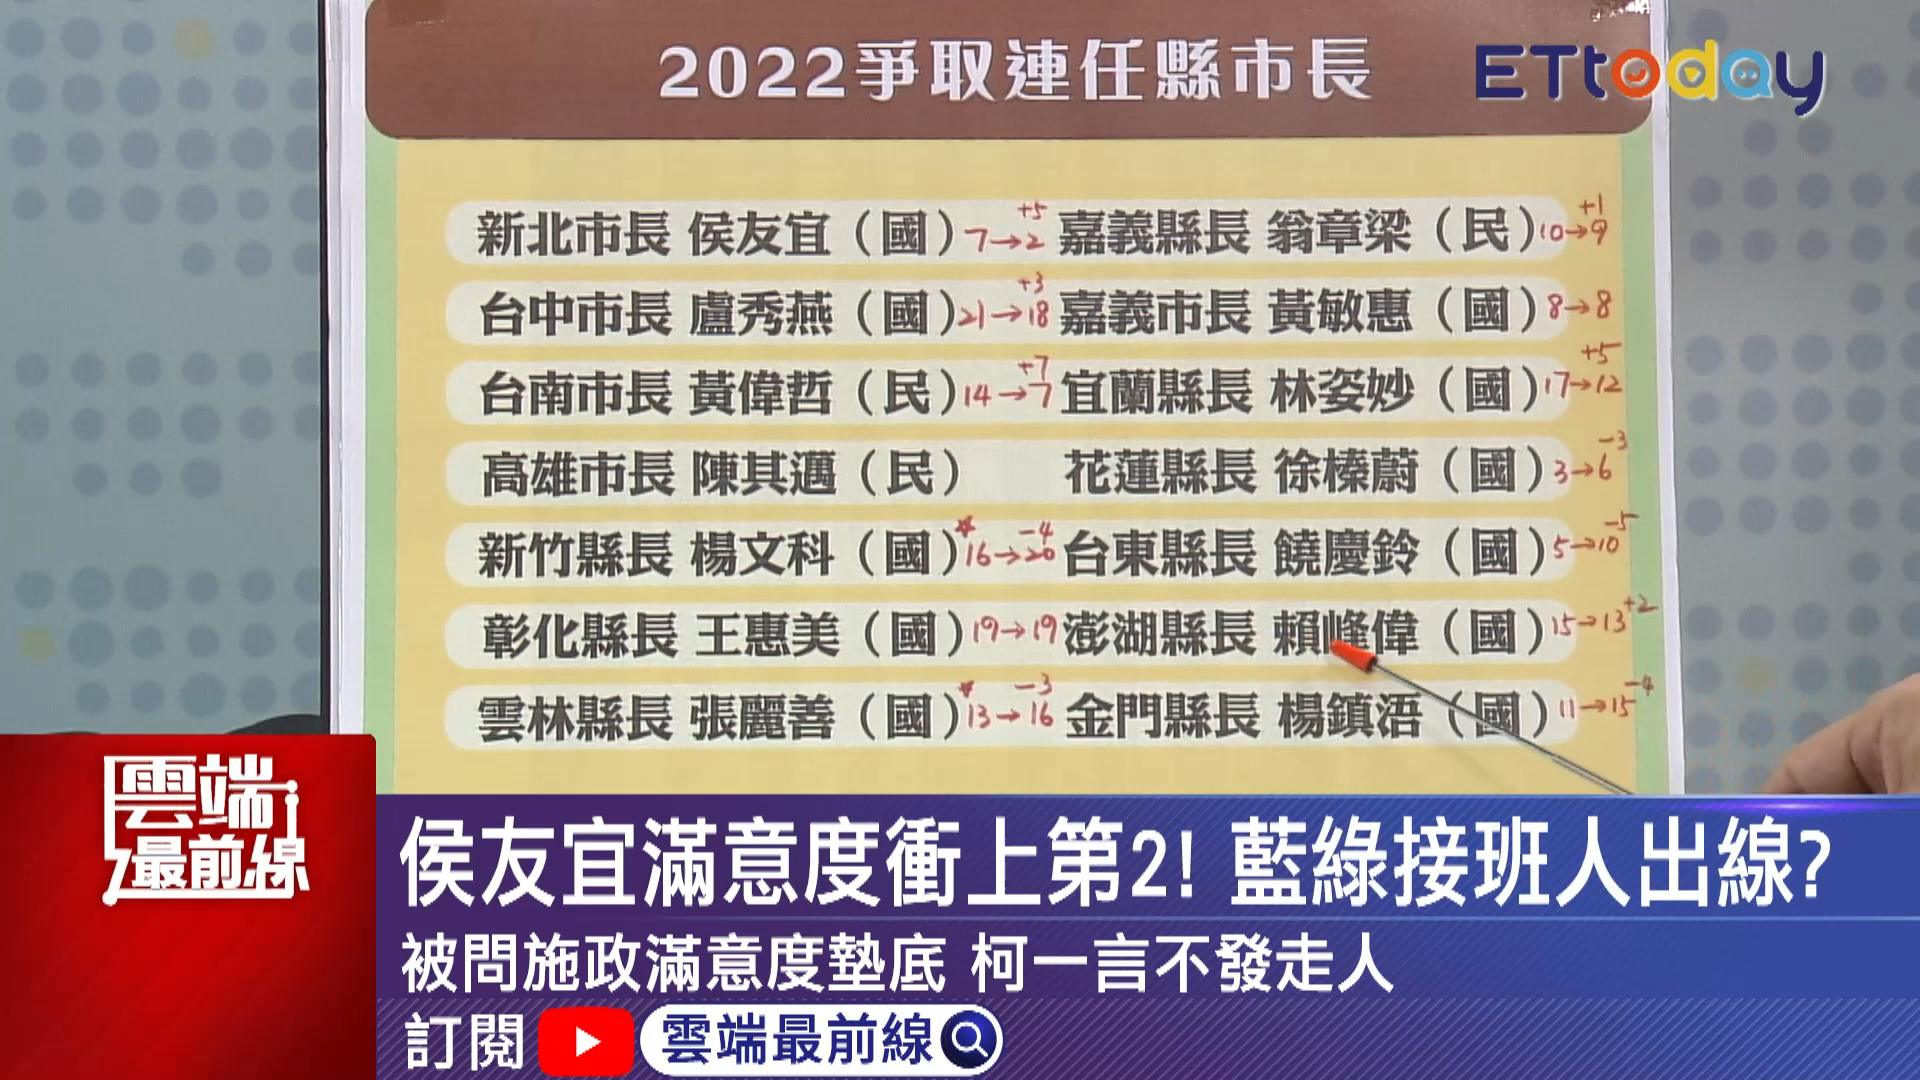 2022爭取連任縣市長
ETtoday
新北市長 侯友宜（國）7→2 +5
嘉義縣長 翁章梁（民）10→9 +1
台中市長 盧秀燕（國）21→18 +3
嘉義市長 黃敏惠（國）8→8
台南市長 黃偉哲（民）14→7 +7
宜蘭縣長 林姿妙（國）17→12 +5
高雄市長 陳其邁（民）
花蓮縣長 徐榛蔚（國）3→6 -3
新竹縣長 楊文科（國）16→20 -4
台東縣長 饒慶鈴（國）5→10 -5
彰化縣長 王惠美（國）19→19
澎湖縣長 賴峰偉（國）15→13 +2
雲林縣長 張麗善（國）13→16 -3
金門縣長 楊鎮浯（國）11→15 -4
雲端
最前線
侯友宜滿意度衝上第2! 藍綠接班人出線?
被問施政滿意度墊底 柯一言不發走人
訂閱 雲端最前線